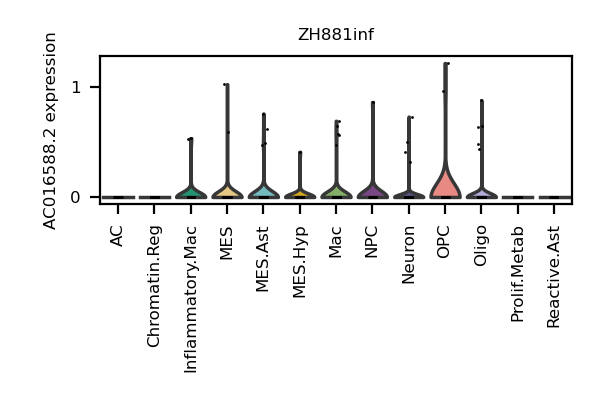 ZH881inf
AC016588.2 expression
1
0
AC
Chromatin.Reg
Inflammatory.Mac
MES
MES.Ast
MES.Hyp
Mac
NPC
Neuron
OPC
Oligo
Prolif.Metab
Reactive.Ast